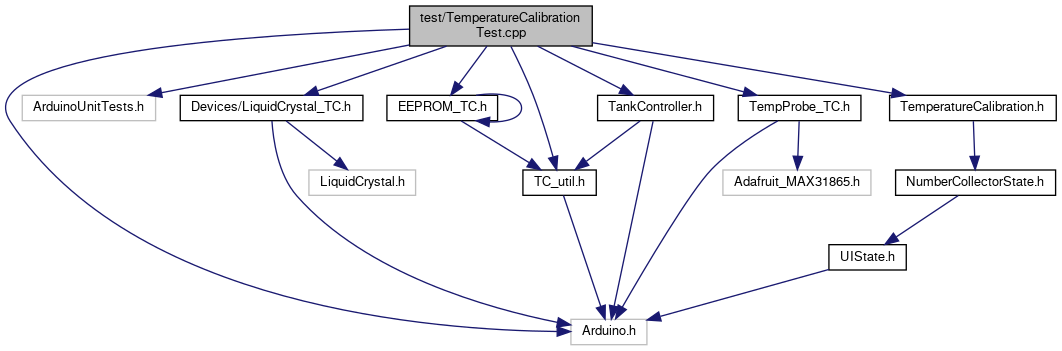 test/TemperatureCalibration
Test.cpp
ArduinoUnitTests.h
Devices/LiquidCrystal_TC.h
EEPROM_TC.h
TankController.h
TempProbe_TC.h
TemperatureCalibration.h
LiquidCrystal.h
TC_util.h
Adafruit_MAX31865.h
NumberCollectorState.h
UIState.h
Arduino.h